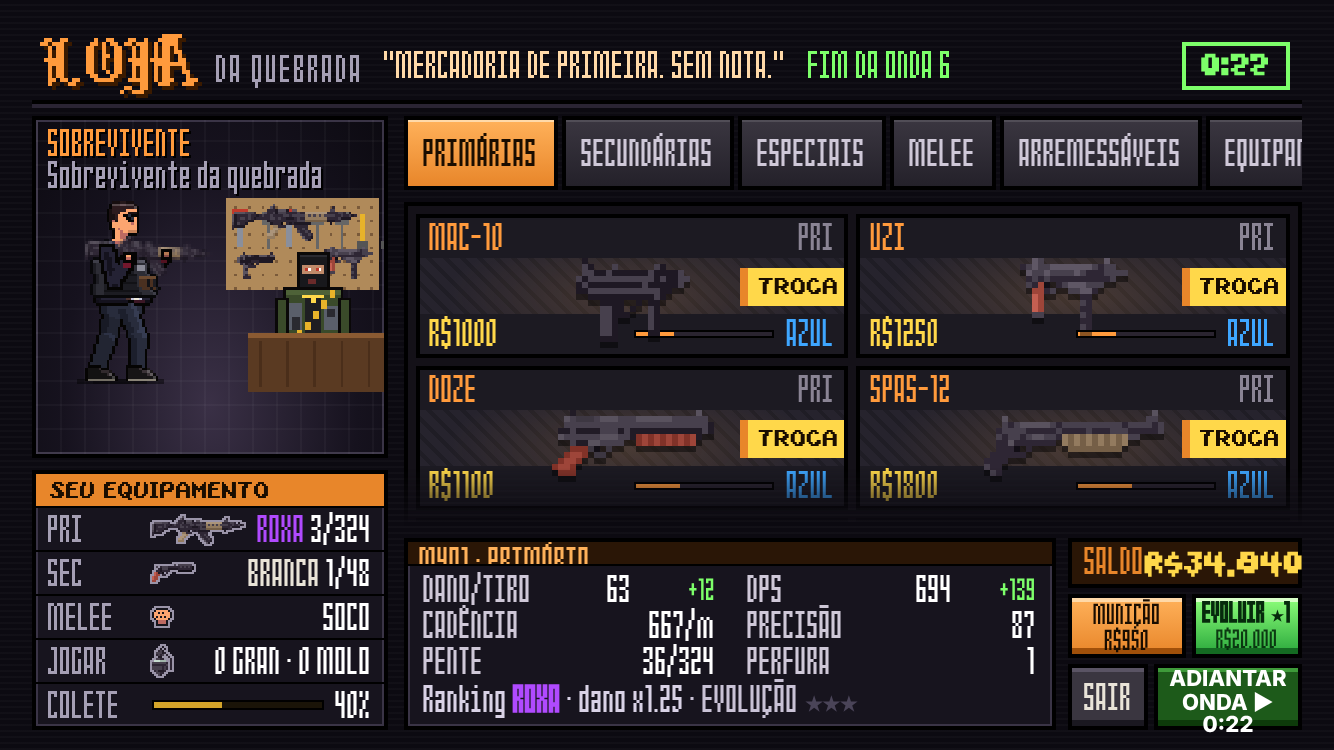 LOJA DA QUEBRADA "MERCADORIA DE PRIMEIRA. SEM NOTA." FIM DA ONDA 6 0:22
SOBREVIVENTE
Sobrevivente da quebrada
PRIMÁRIAS SECUNDÁRIAS ESPECIAIS MELEE ARREMESSÁVEIS EQUIPAM
MAC-10 PRI
TROCA
R$1000 AZUL
UZI PRI
TROCA
R$1250 AZUL
DOZE PRI
TROCA
R$1100 AZUL
SPAS-12 PRI
TROCA
R$1800 AZUL
SEU EQUIPAMENTO
PRI ROXA 3/324
SEC BRANCA 1/48
MELEE SOCO
JOGAR 0 GRAN · 0 MOLO
COLETE 40%
M4A1 · PRIMÁRIA
DANO/TIRO 63 +12 DPS 694 +139
CADÊNCIA 667/m PRECISÃO 87
PENTE 36/324 PERFURA 1
Ranking ROXA · dano x1.25 · EVOLUÇÃO ★★★
SALDO R$34.840
MUNIÇÃO
R$950
EVOLUIR ★1
R$20.000
SAIR
ADIANTAR
ONDA ▶
0:22